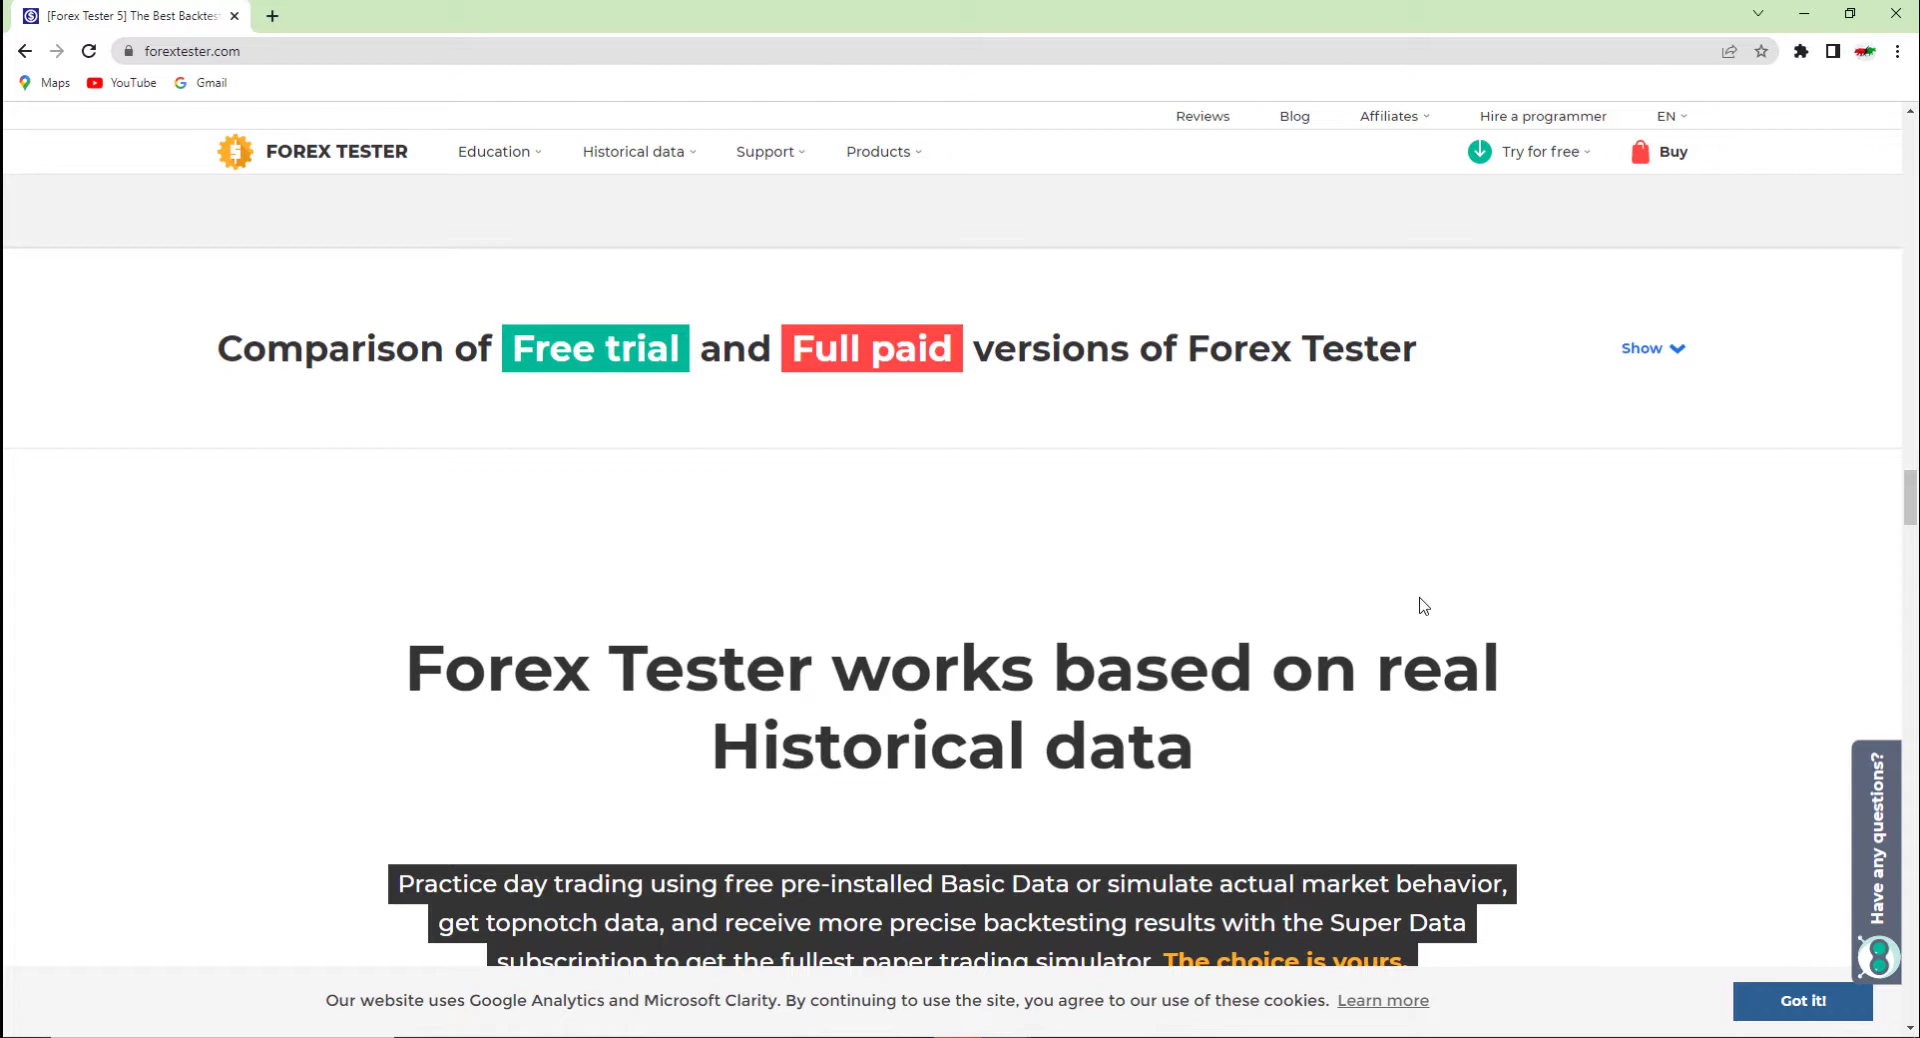 [Forex Tester 5] The Best Backtes
forextester.com
Maps YouTube Gmail
Reviews Blog Affiliates Hire a programmer EN
FOREX TESTER Education Historical data Support Products Try for free Buy
Comparison of Free trial and Full paid versions of Forex Tester
Show
Forex Tester works based on real
Historical data
Practice day trading using free pre-installed Basic Data or simulate actual market behavior,
get topnotch data, and receive more precise backtesting results with the Super Data
subscription to get the fullest paper trading simulator. The choice is yours.
Have any questions?
Our website uses Google Analytics and Microsoft Clarity. By continuing to use the site, you agree to our use of these cookies. Learn more
Got it!